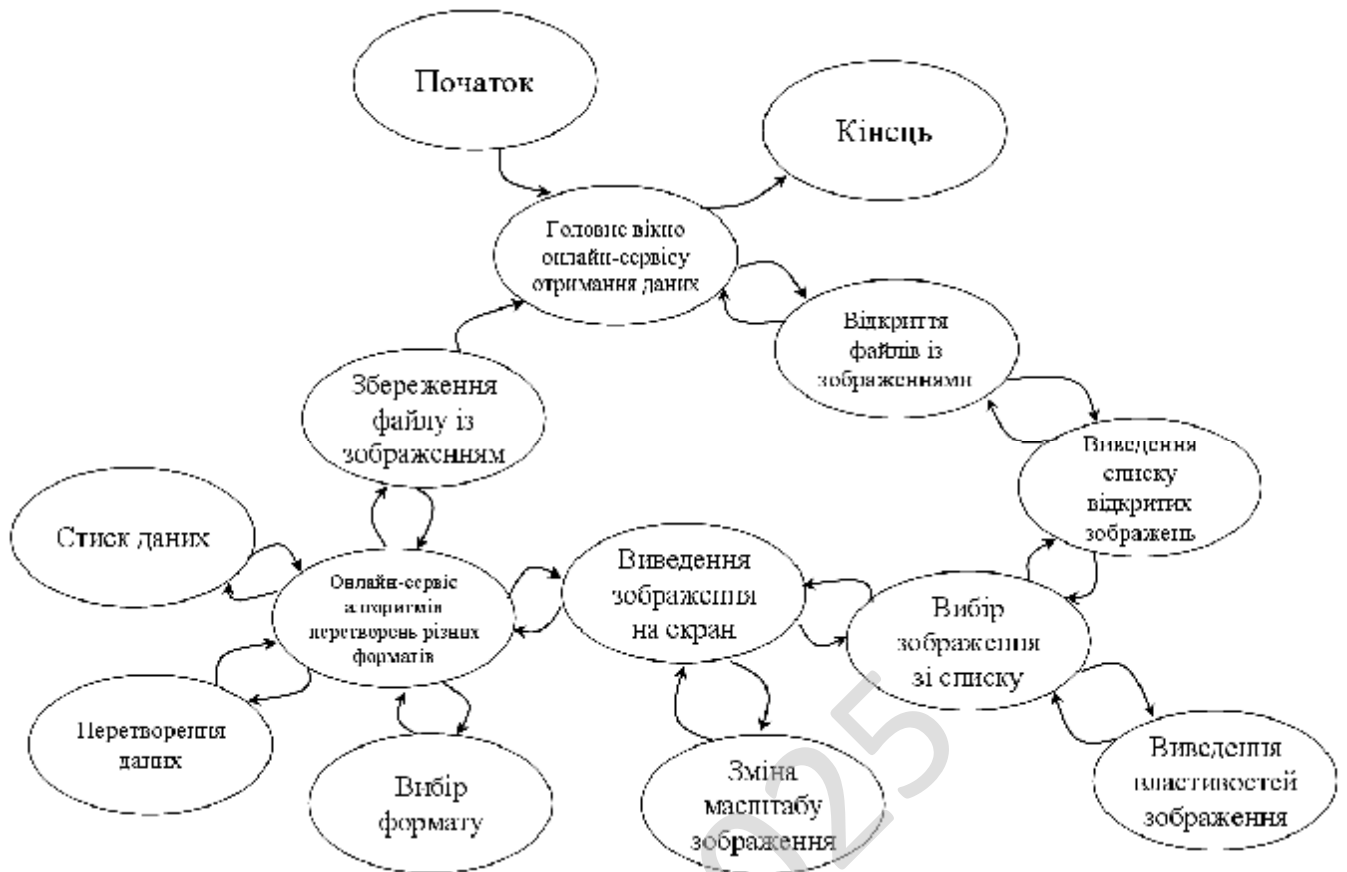 Початок
Кінець
Головне вікно
онлайн-сервісу
отримання даних
Відкриття
файлів із
зображеннями
Збереження
файлу із
зображенням
Виведення
списку
відкритих
зображень
Стиск даних
Онлайн-сервіс
алгоритмів
перетворень різних
форматів
Виведення
зображення
на екран
Вибір
зображення
зі списку
Перетворення
даних
Вибір
формату
Зміна
масштабу
зображення
Виведення
властивостей
зображення
025